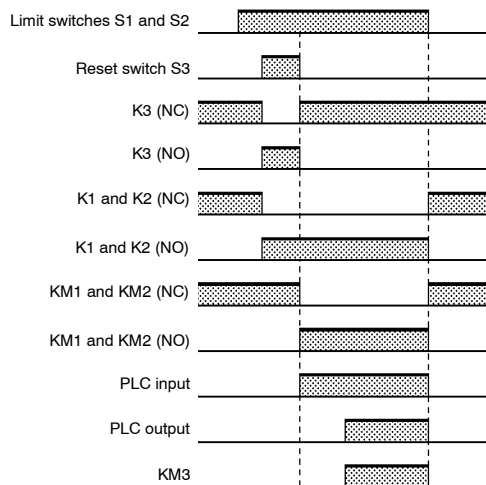 Limit switches S1 and S2
Reset switch S3
K3 (NC)
K3 (NO)
K1 and K2 (NC)
K1 and K2 (NO)
KM1 and KM2 (NC)
KM1 and KM2 (NO)
PLC input
PLC output
KM3